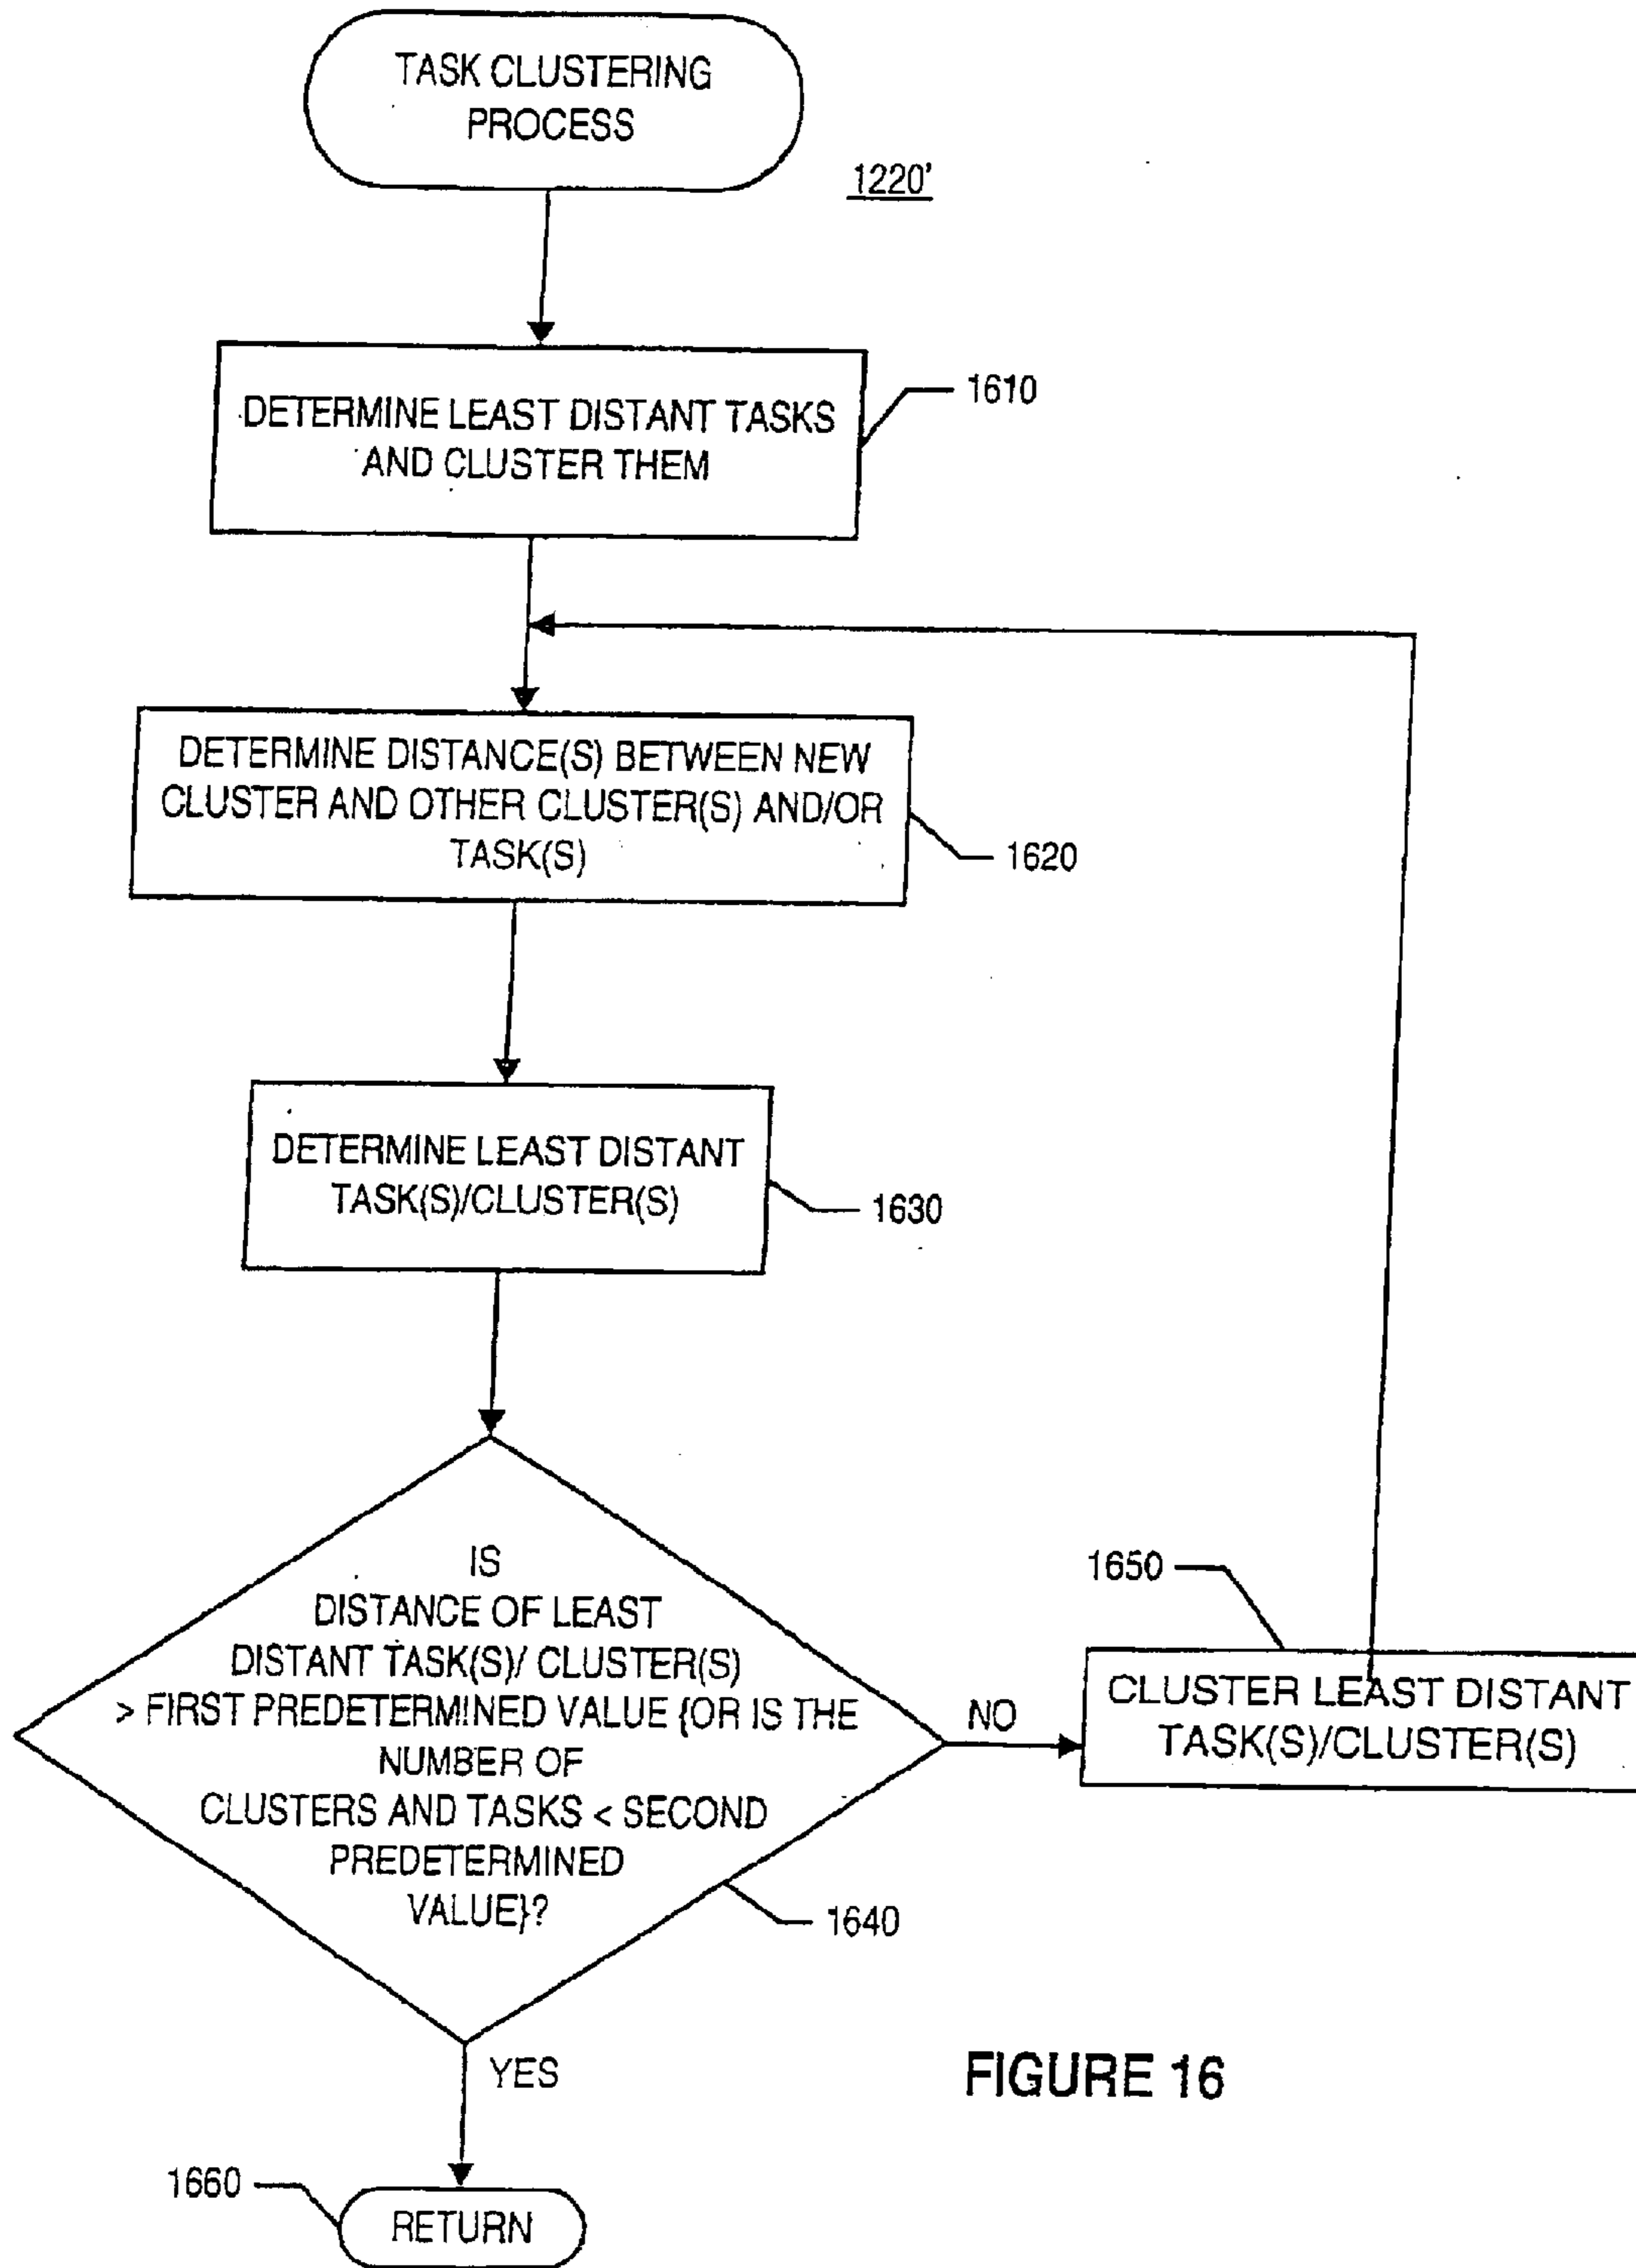 TASK CLUSTERING
PROCESS
1220'
DETERMINE LEAST DISTANT TASKS
AND CLUSTER THEM
1610
DETERMINE DISTANCE(S) BETWEEN NEW
CLUSTER AND OTHER CLUSTER(S) AND/OR
TASK(S)
1620
DETERMINE LEAST DISTANT
TASK(S)/CLUSTER(S)
1630
IS
DISTANCE OF LEAST
DISTANT TASK(S)/ CLUSTER(S)
> FIRST PREDETERMINED VALUE {OR IS THE
NUMBER OF
CLUSTERS AND TASKS < SECOND
PREDETERMINED
VALUE}?
1640
NO
1650
CLUSTER LEAST DISTANT
TASK(S)/CLUSTER(S)
YES
1660
RETURN
FIGURE 16